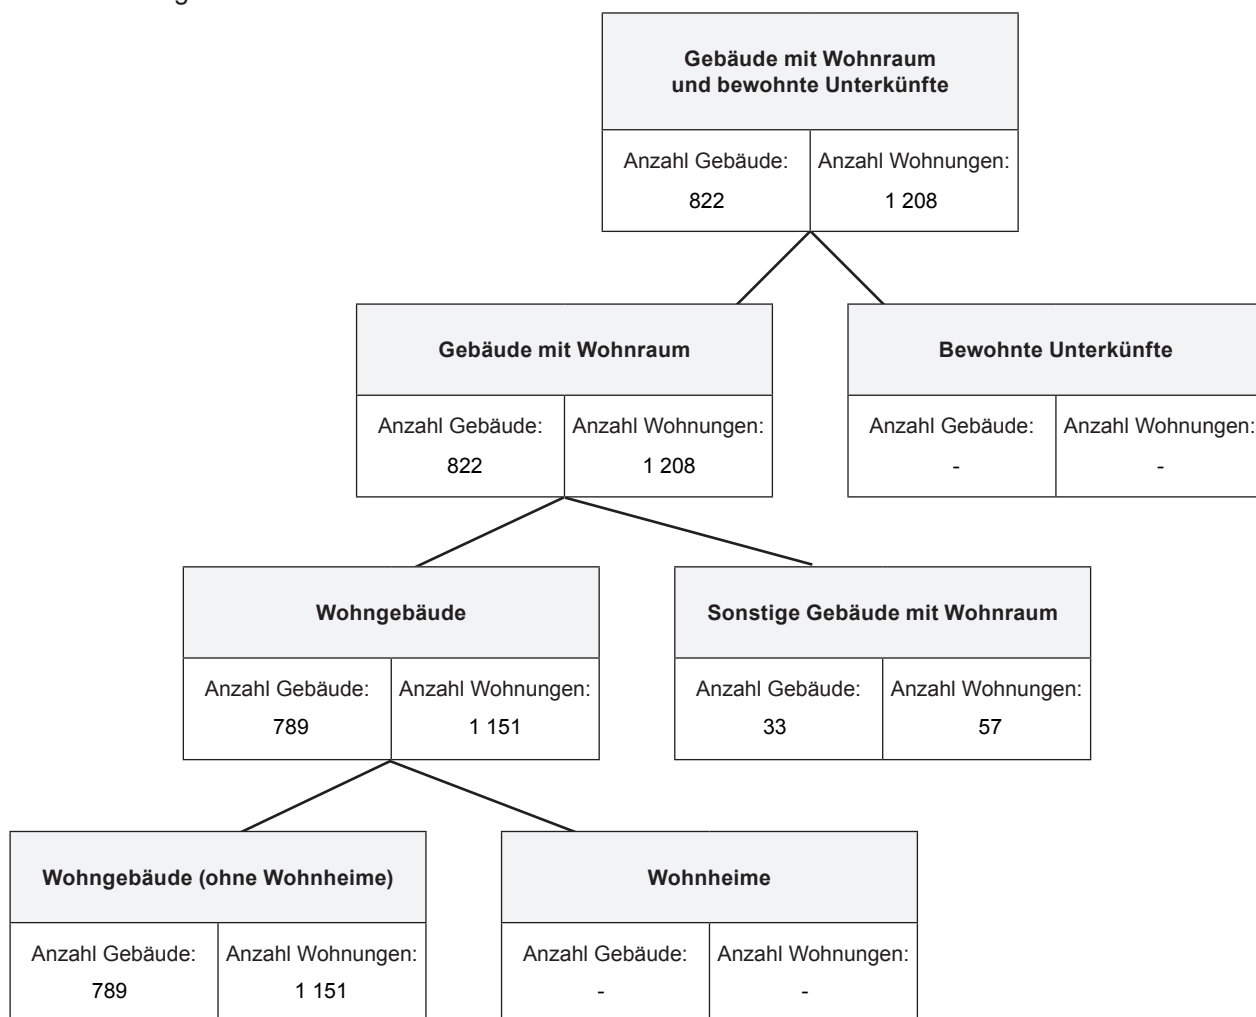 Gebäude mit Wohnraum
und bewohnte Unterkünfte
Anzahl Gebäude: Anzahl Wohnungen:
822 1 208
Gebäude mit Wohnraum
Anzahl Gebäude: Anzahl Wohnungen:
822 1 208
Bewohnte Unterkünfte
Anzahl Gebäude: Anzahl Wohnungen:
- -
Wohngebäude
Anzahl Gebäude: Anzahl Wohnungen:
789 1 151
Sonstige Gebäude mit Wohnraum
Anzahl Gebäude: Anzahl Wohnungen:
33 57
Wohngebäude (ohne Wohnheime)
Anzahl Gebäude: Anzahl Wohnungen:
789 1 151
Wohnheime
Anzahl Gebäude: Anzahl Wohnungen:
- -